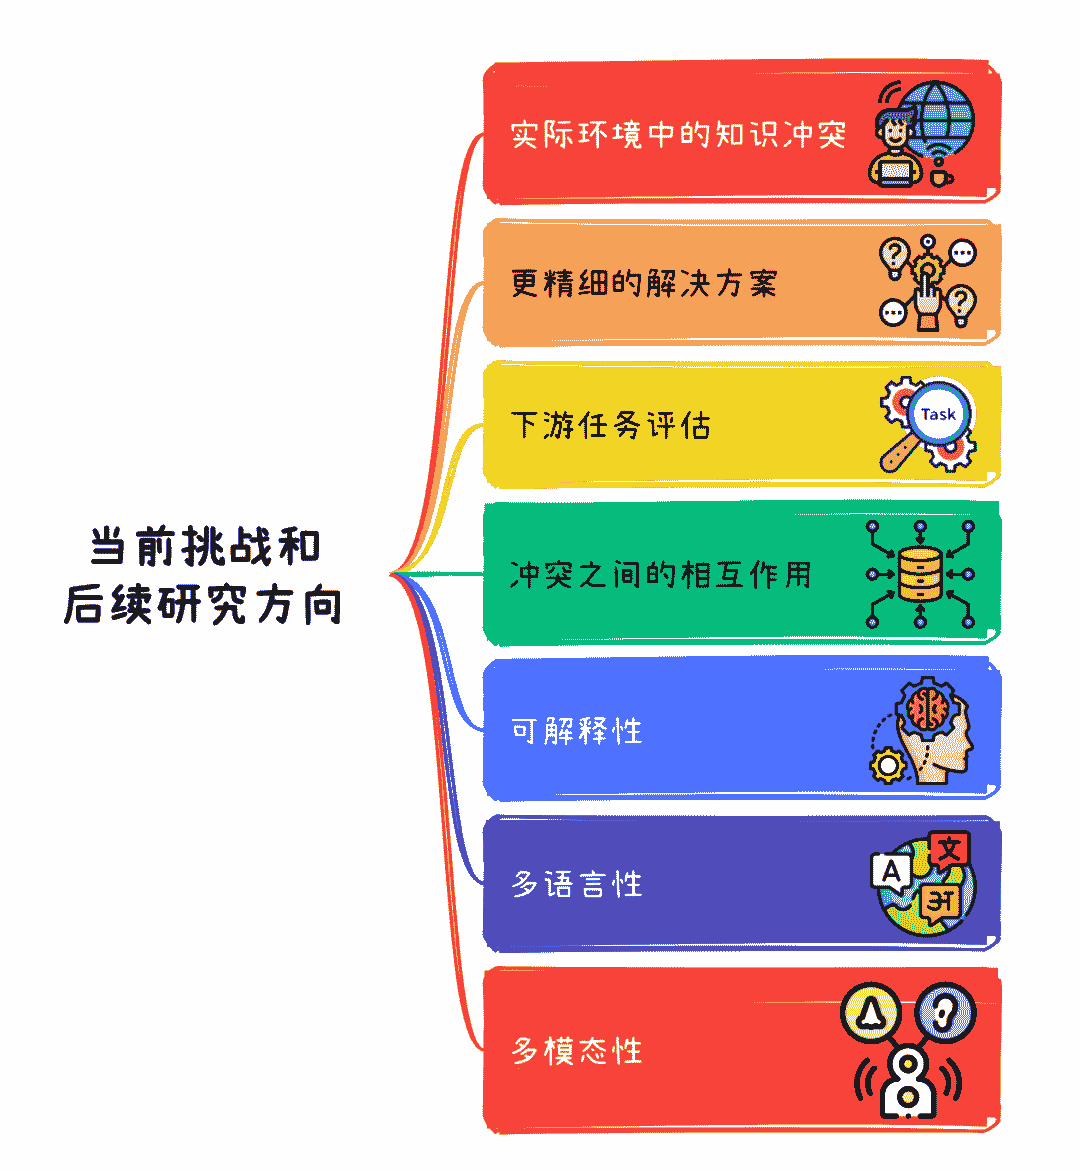 当前挑战和
后续研究方向
实际环境中的知识冲突
更精细的解决方案
?
?
下游任务评估
Task
冲突之间的相互作用
可解释性
多语言性
文
A
अ
多模态性